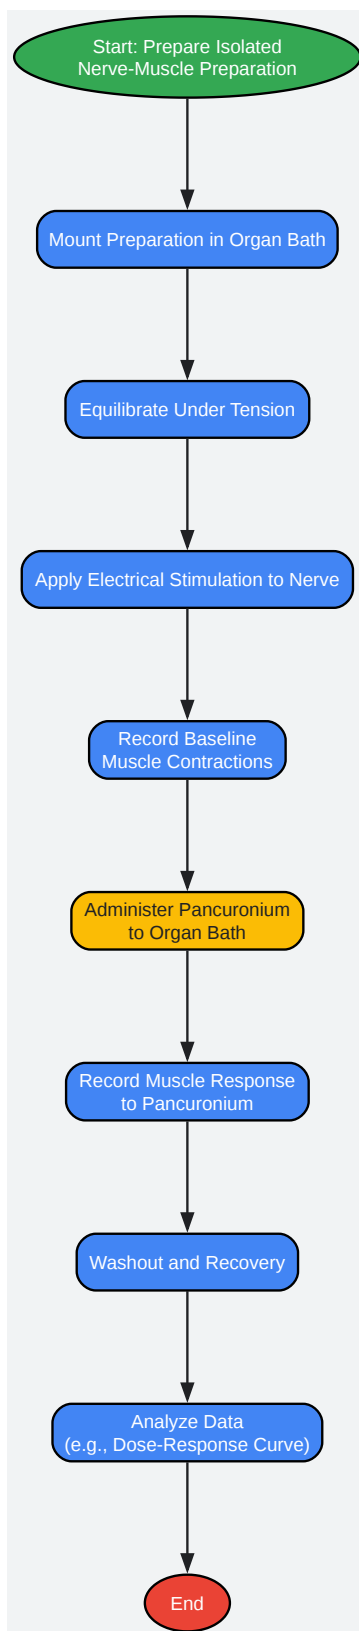 Start: Prepare Isolated
Nerve-Muscle Preparation
Mount Preparation in Organ Bath
Equilibrate Under Tension
Apply Electrical Stimulation to Nerve
Record Baseline
Muscle Contractions
Administer Pancuronium
to Organ Bath
Record Muscle Response
to Pancuronium
Washout and Recovery
Analyze Data
(e.g., Dose-Response Curve)
End